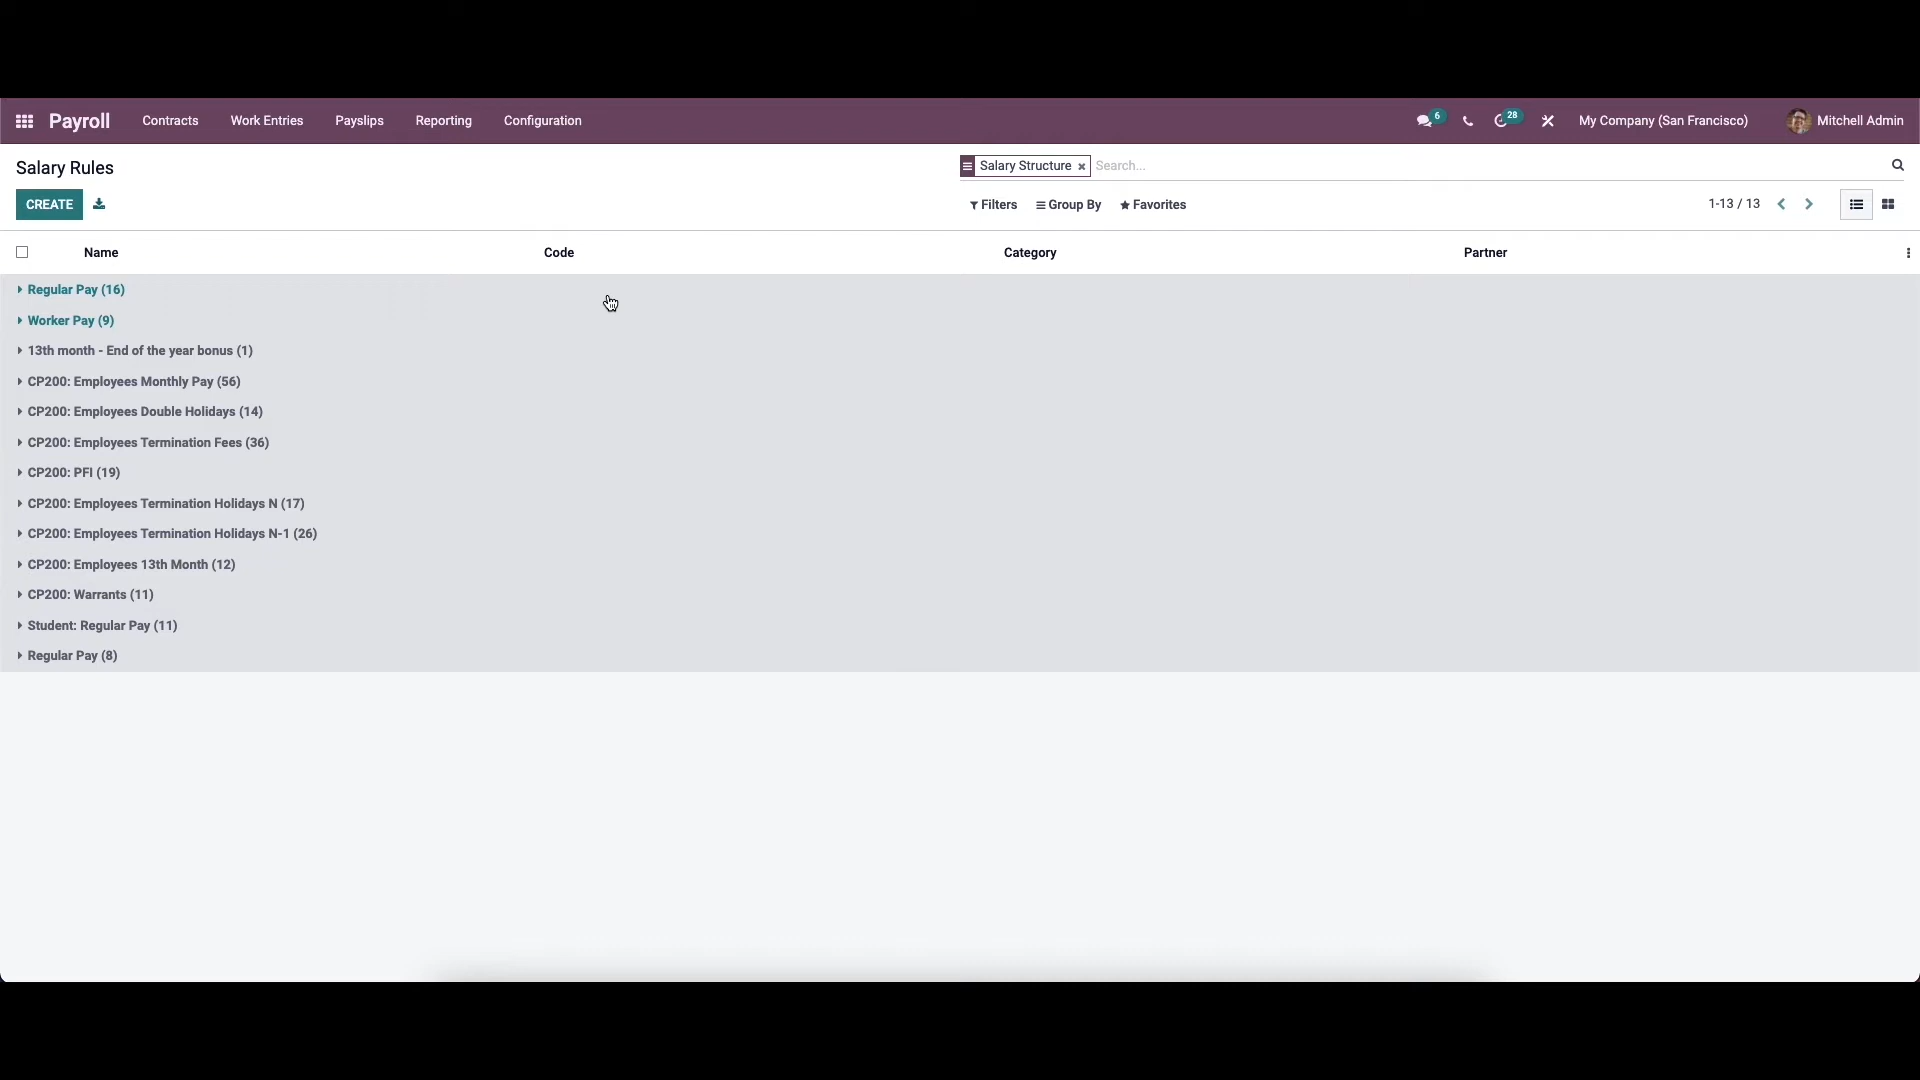 Payroll Contracts Work Entries Payslips Reporting Configuration 6 28 My Company (San Francisco) Mitchell Admin
Salary Rules Salary Structure × Search...
CREATE Filters Group By Favorites 1-13 / 13
Name Code Category Partner
Regular Pay (16)
Worker Pay (9)
13th month - End of the year bonus (1)
CP200: Employees Monthly Pay (56)
CP200: Employees Double Holidays (14)
CP200: Employees Termination Fees (36)
CP200: PFI (19)
CP200: Employees Termination Holidays N (17)
CP200: Employees Termination Holidays N-1 (26)
CP200: Employees 13th Month (12)
CP200: Warrants (11)
Student: Regular Pay (11)
Regular Pay (8)